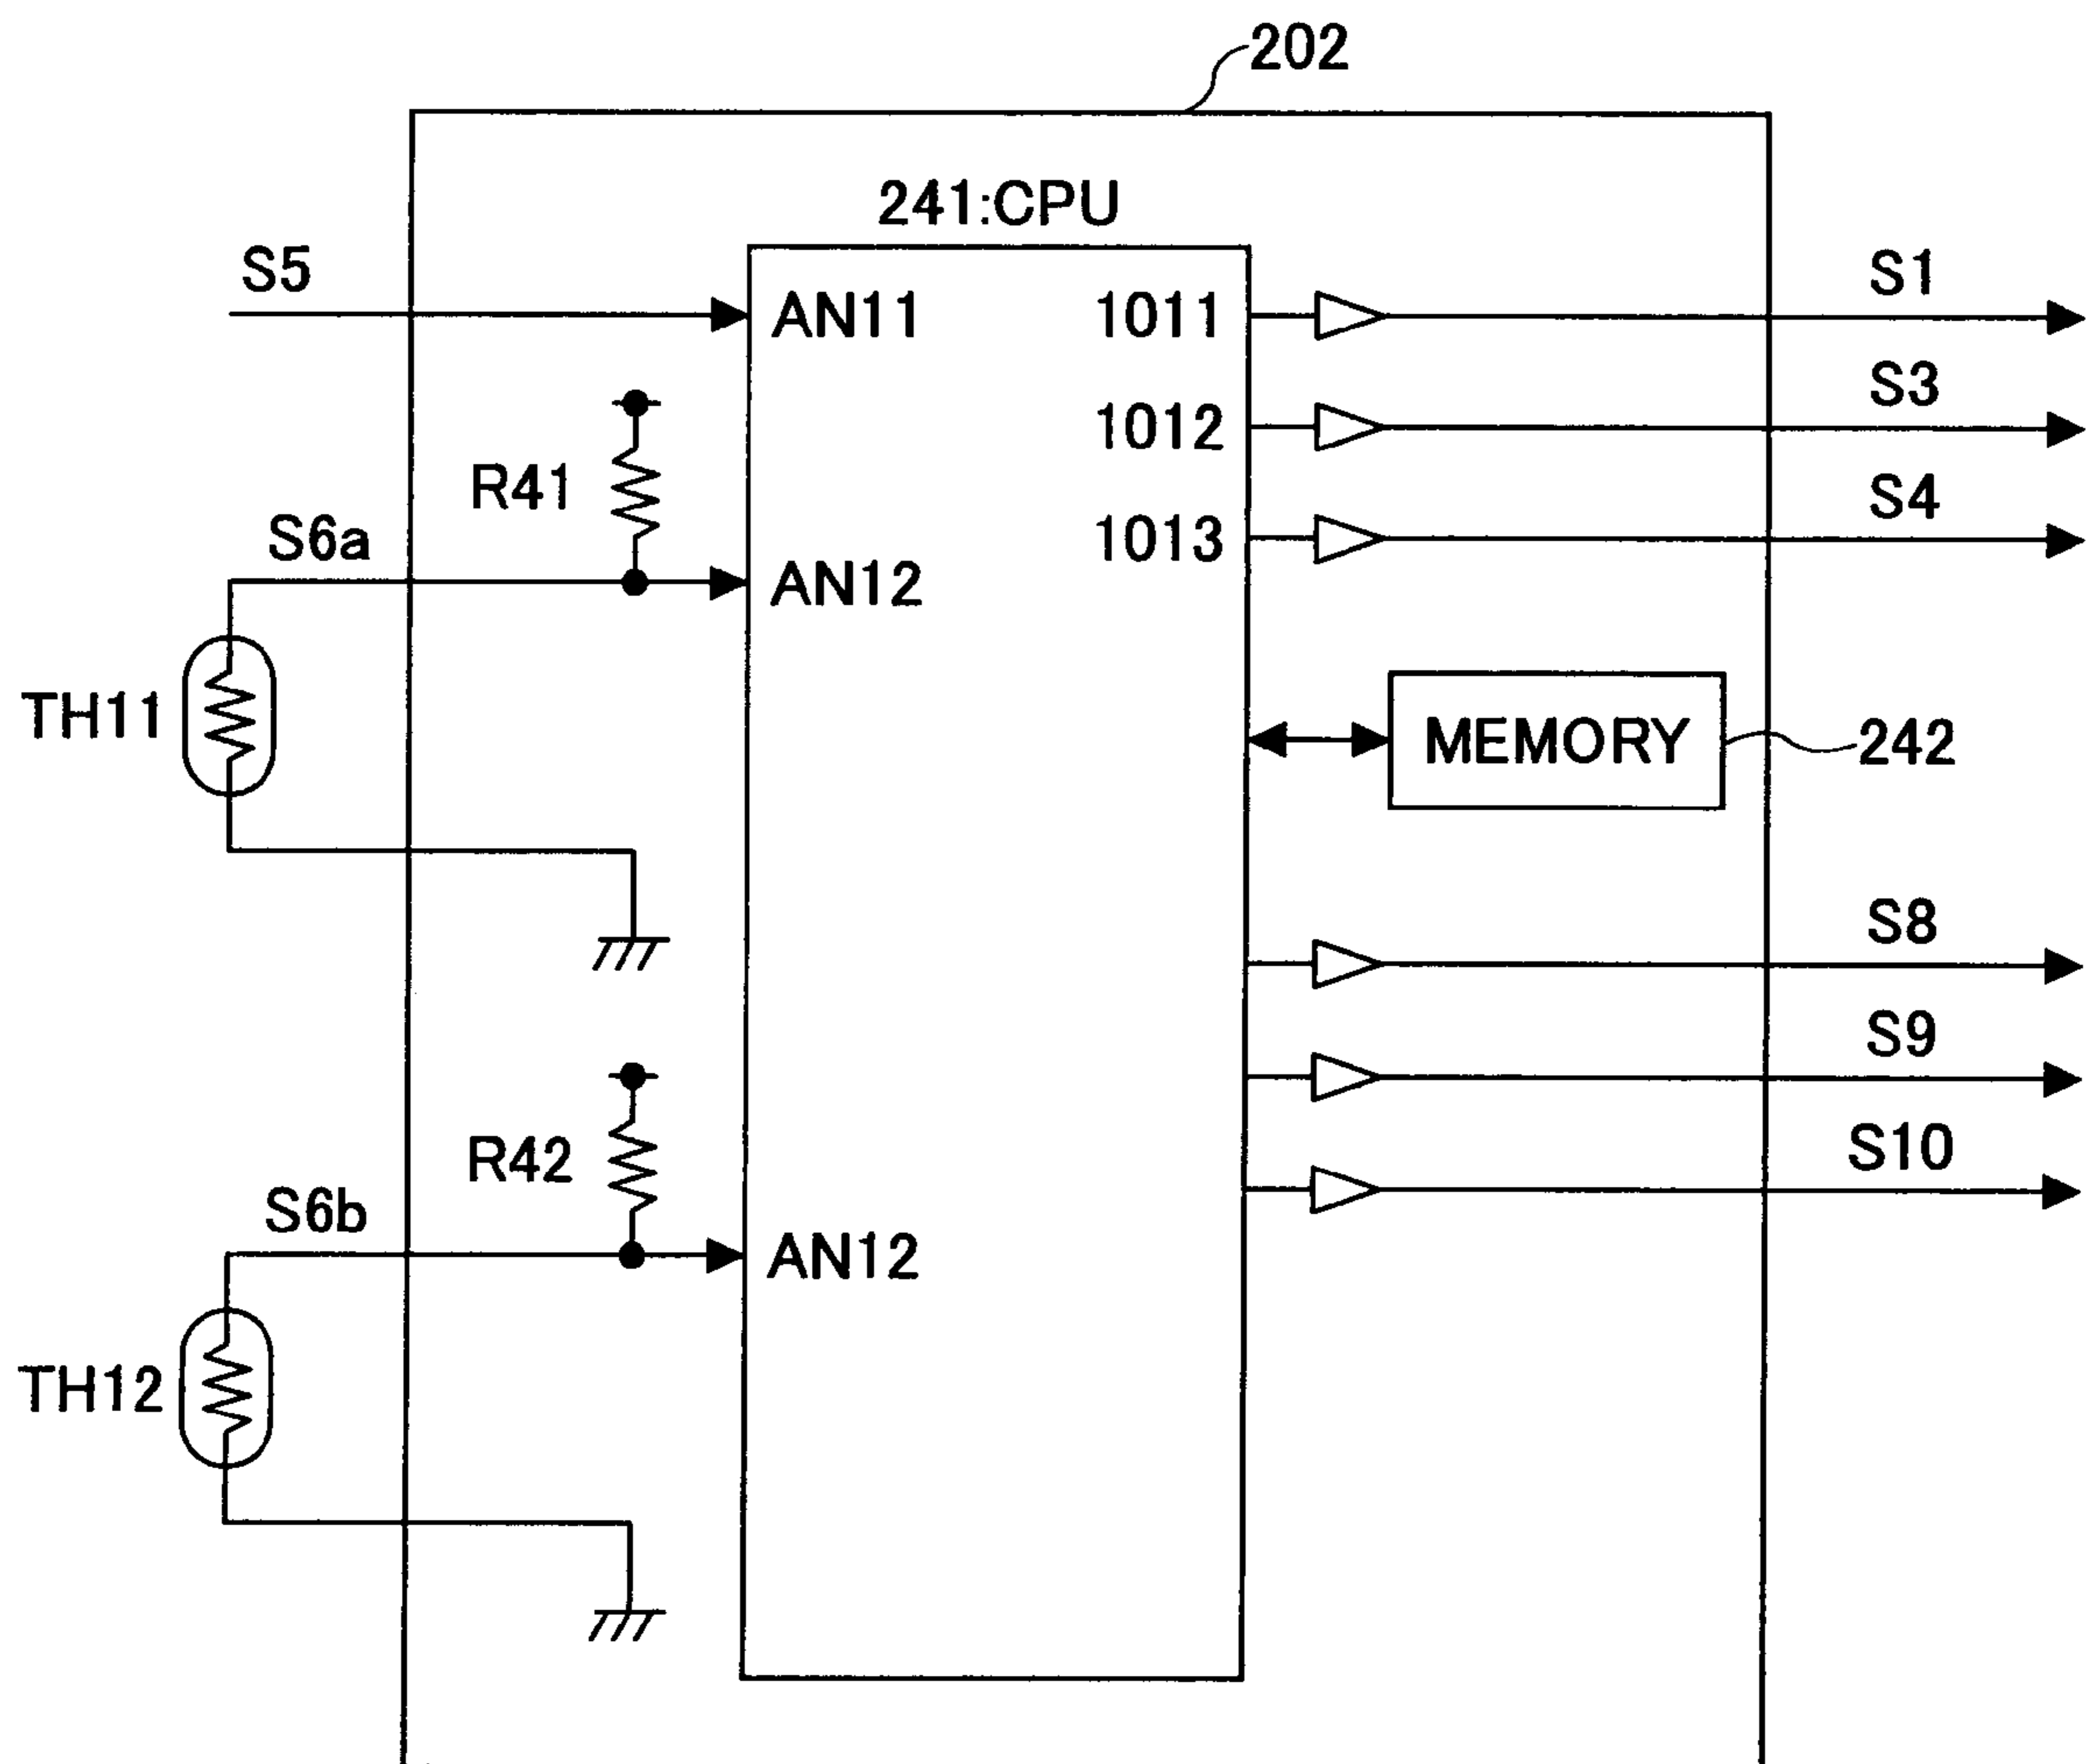 202
241:CPU
S5
AN11
1011
S1
1012
S3
R41
S6a
AN12
1013
S4
TH11
MEMORY
242
S8
S9
R42
S10
S6b
AN12
TH12